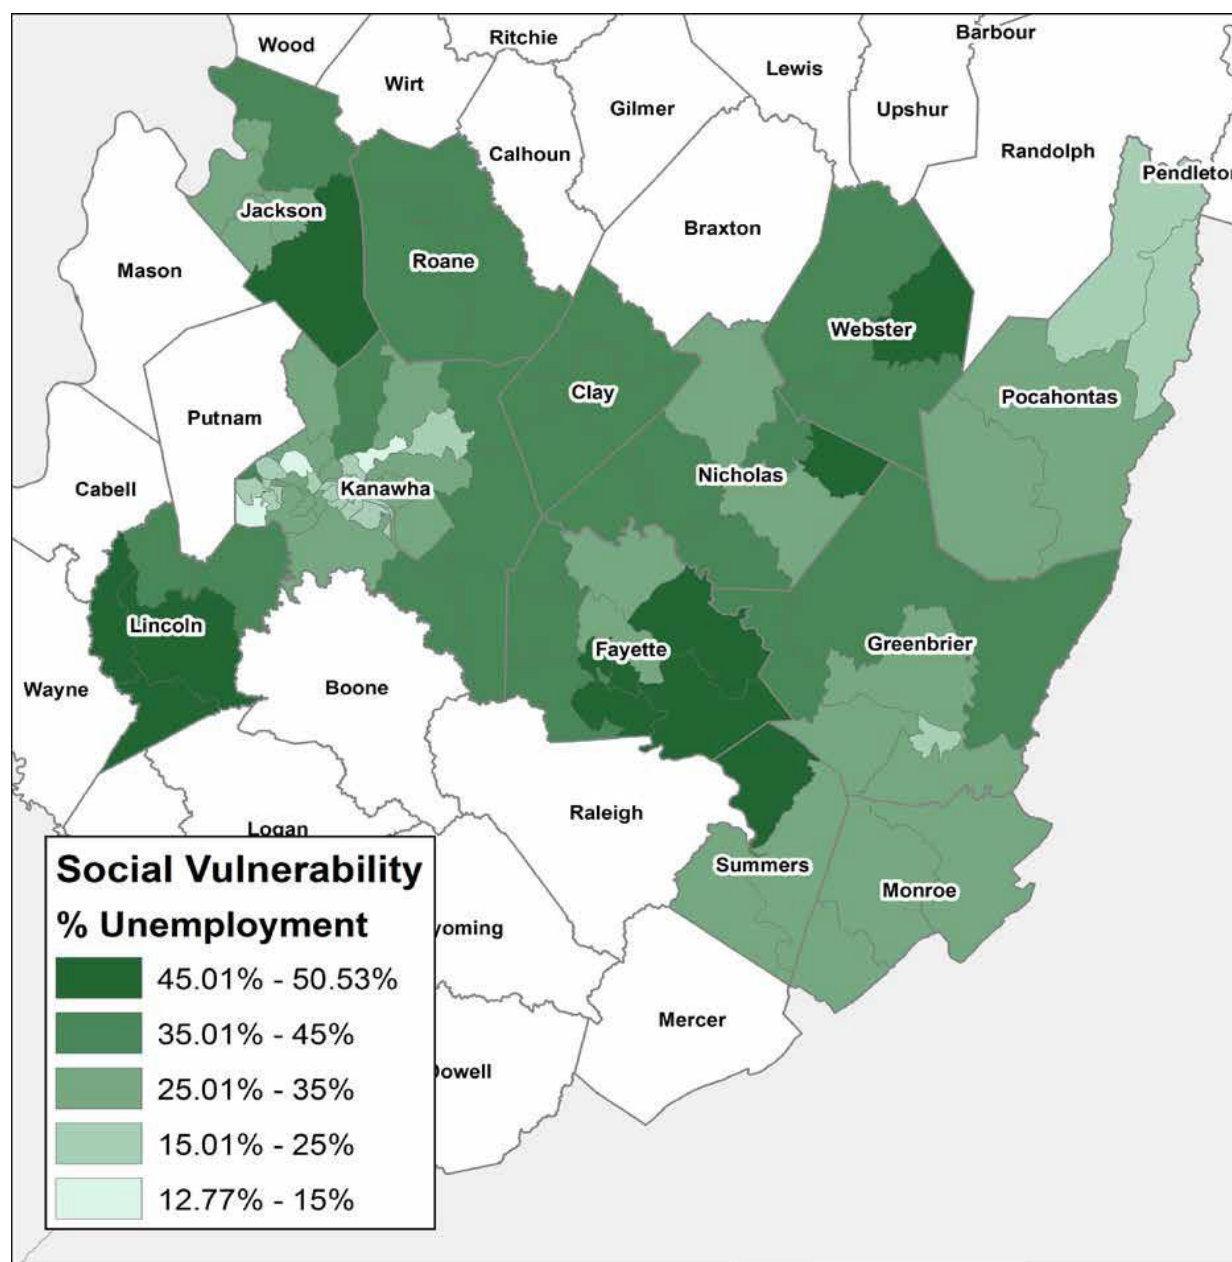 Barbour
Ritchie
Wood
Lewis
Wirt
Gilmer
Upshur
Randolph
Calhoun
Pendleton
Jackson
Braxton
Roane
Mason
Webster
Clay
Pocahontas
Putnam
Nicholas
Cabell
Kanawha
Lincoln
Greenbrier
Fayette
Boone
Wayne
Raleigh
Logan
Summers
Monroe
yoming
Mercer
Dowell
Social Vulnerability
% Unemployment
45.01% - 50.53%
35.01% - 45%
25.01% - 35%
15.01% - 25%
12.77% - 15%